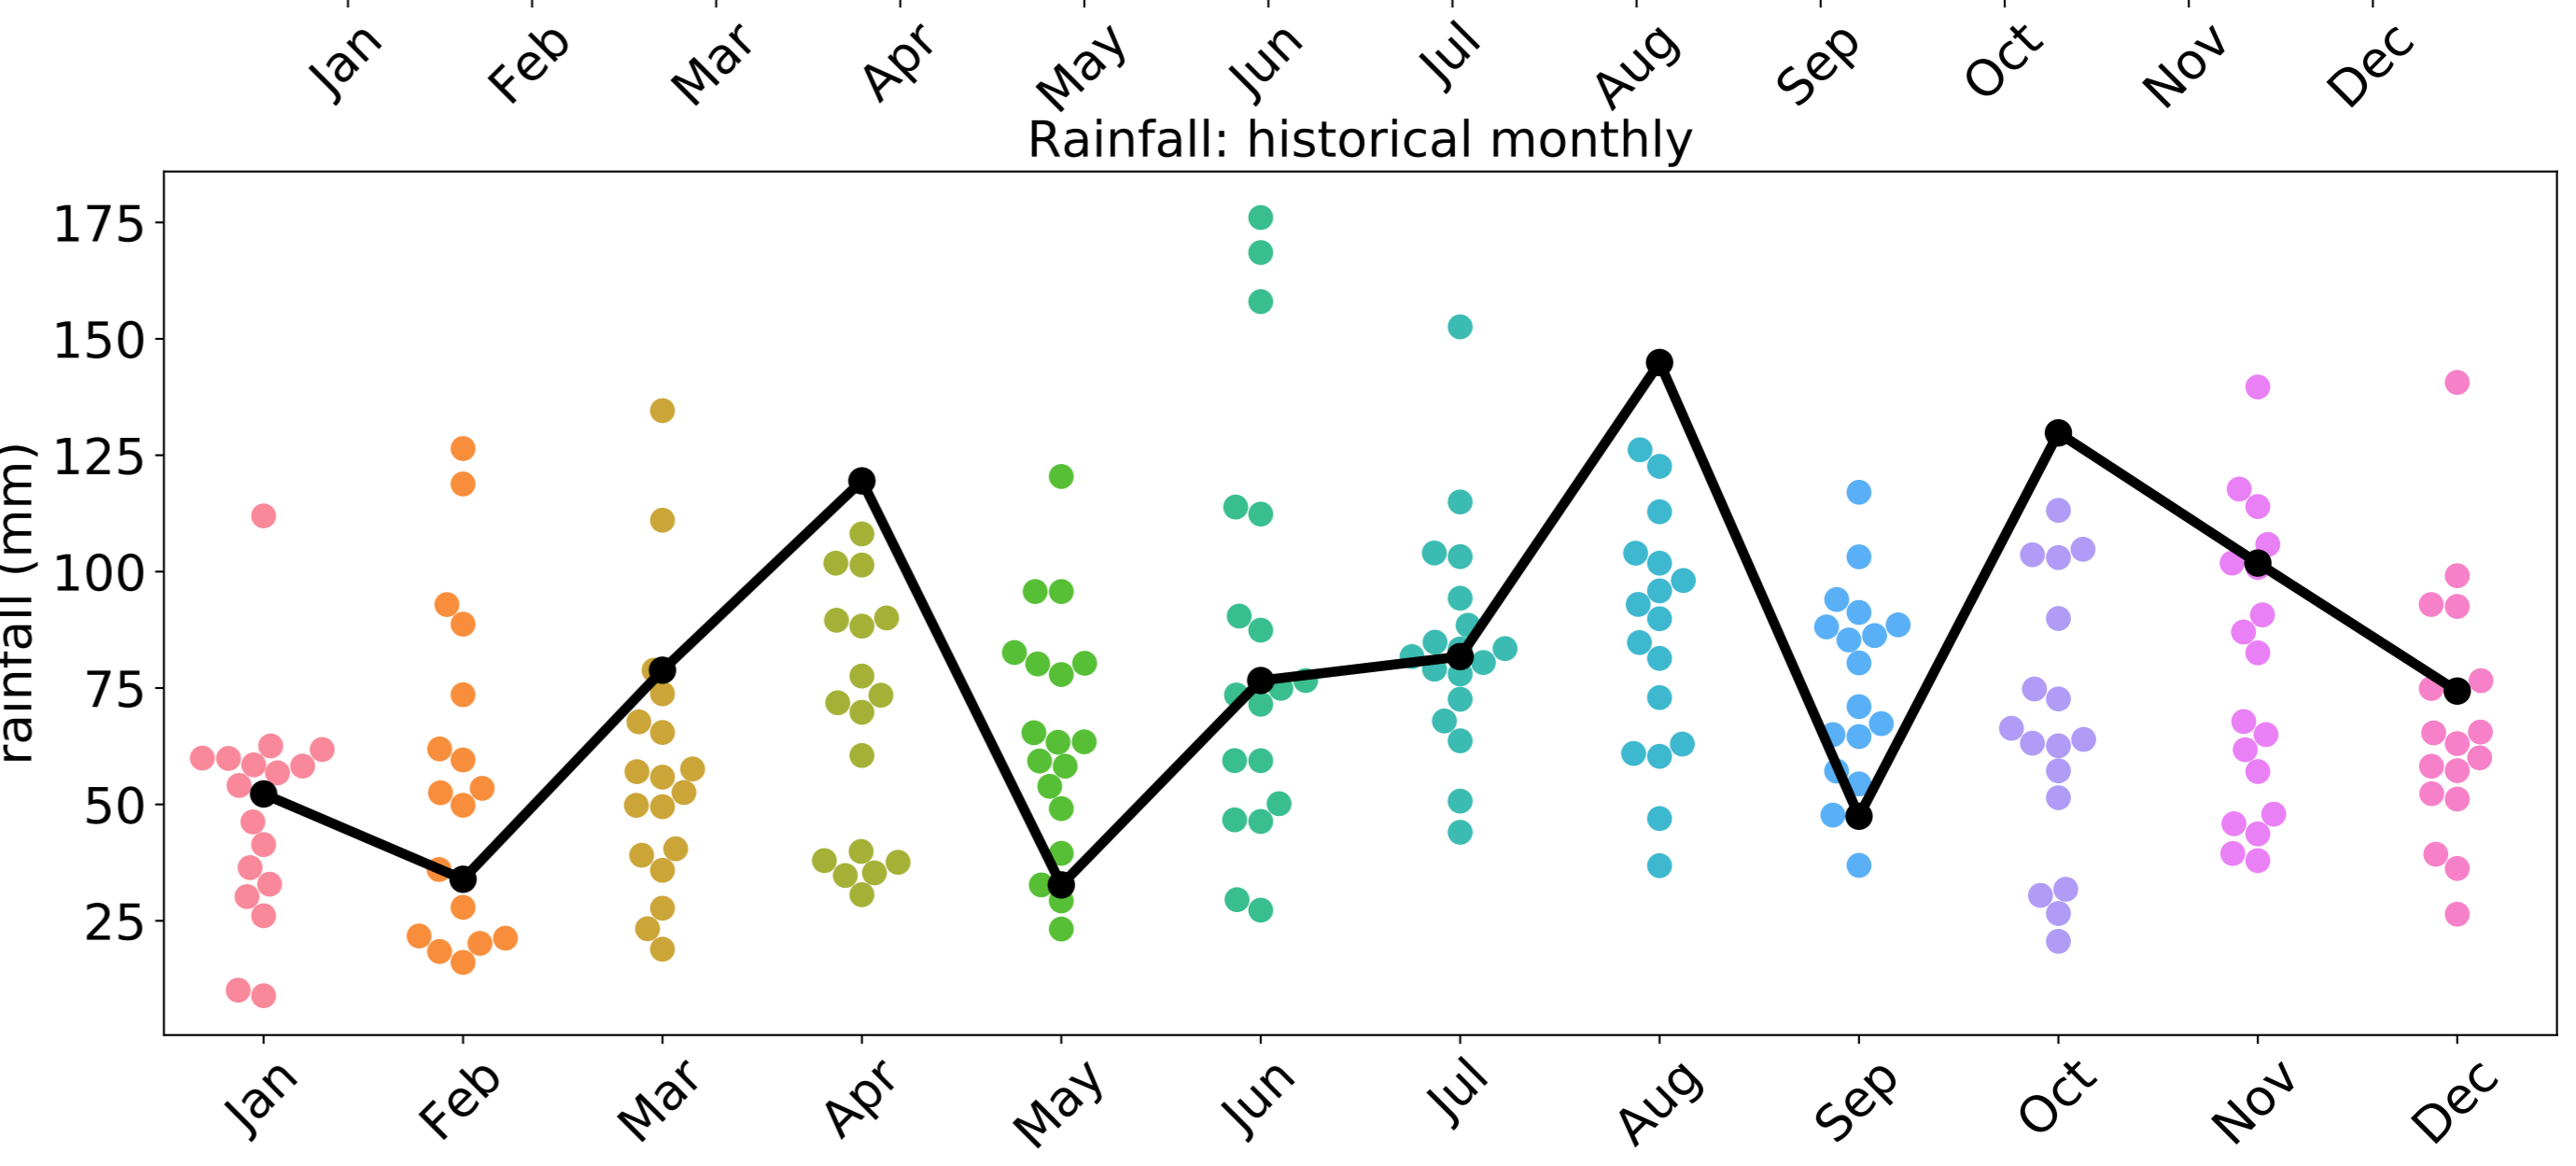 Jan Feb Mar Apr May Jun Jul Aug Sep Oct Nov Dec
Rainfall: historical monthly
175
150
125
100
75
50
25
rainfall (mm)
Jan Feb Mar Apr May Jun Jul Aug Sep Oct Nov Dec